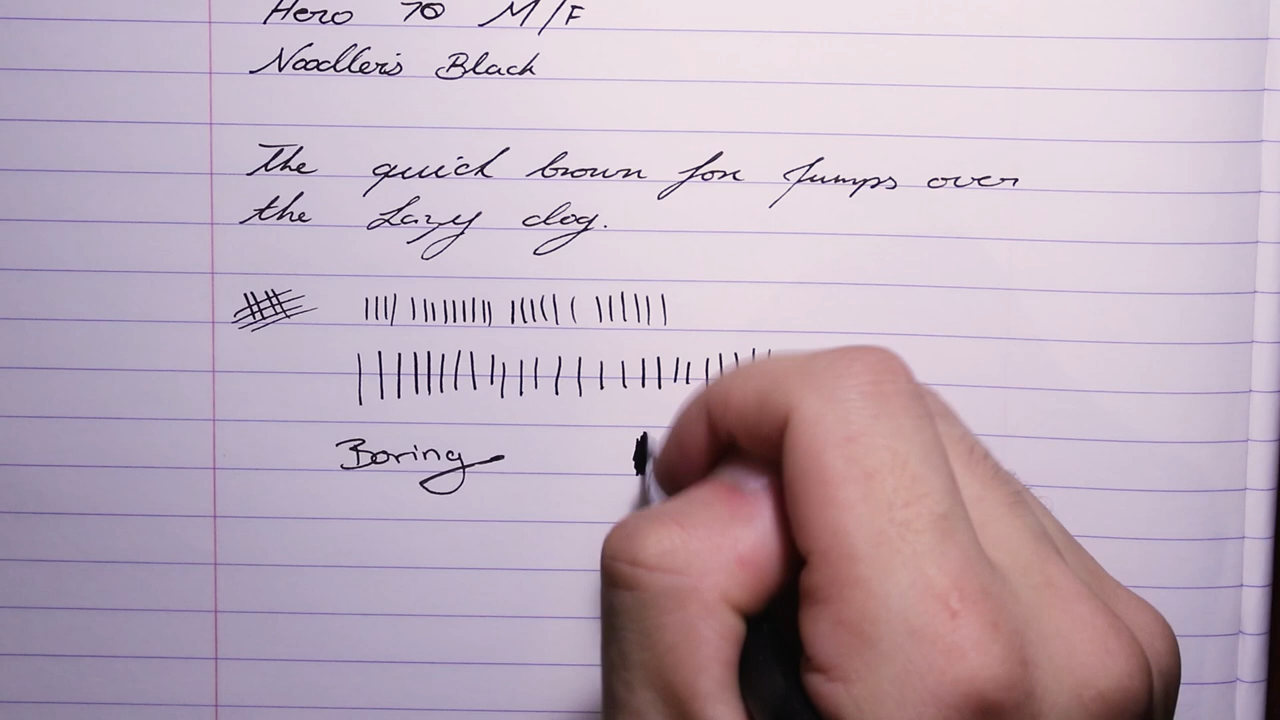 Hero 70 M/F
Noodler's Black
The quick brown fox Jumps over
the Lazy dog.
Boring